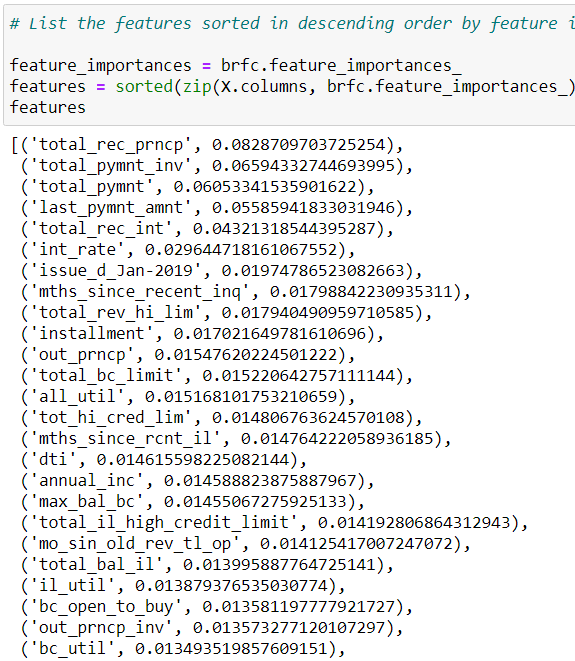 # List the features sorted in descending order by feature
feature_importances = brfc.feature_importances_
features = sorted(zip(X.columns, brfc.feature_importances_)
features
[('total_rec_prncp', 0.0828709703725254),
('total_pymnt_inv', 0.06594332744693995),
('total_pymnt', 0.06053341535901622),
('last_pymnt_amnt', 0.05585941833031946),
('total_rec_int', 0.04321318544395287),
('int_rate', 0.029644718161067552),
('issue_d_Jan-2019', 0.01974786523082663),
('mths_since_recent_inq', 0.01798842230935311),
('total_rev_hi_lim', 0.017940490959710585),
('installment', 0.017021649781610696),
('out_prncp', 0.01547620224501222),
('total_bc_limit', 0.015220642757111144),
('all_util', 0.015168101753210659),
('tot_hi_cred_lim', 0.014806763624570108),
('mths_since_rcnt_il', 0.014764222058936185),
('dti', 0.014615598225082144),
('annual_inc', 0.014588823875887967),
('max_bal_bc', 0.01455067275925133),
('total_il_high_credit_limit', 0.014192806864312943),
('mo_sin_old_rev_tl_op', 0.014125417007247072),
('total_bal_il', 0.013995887764725141),
('il_util', 0.013879376535030774),
('bc_open_to_buy', 0.013581197777921727),
('out_prncp_inv', 0.013573277120107297),
('bc_util', 0.013493519857609151),